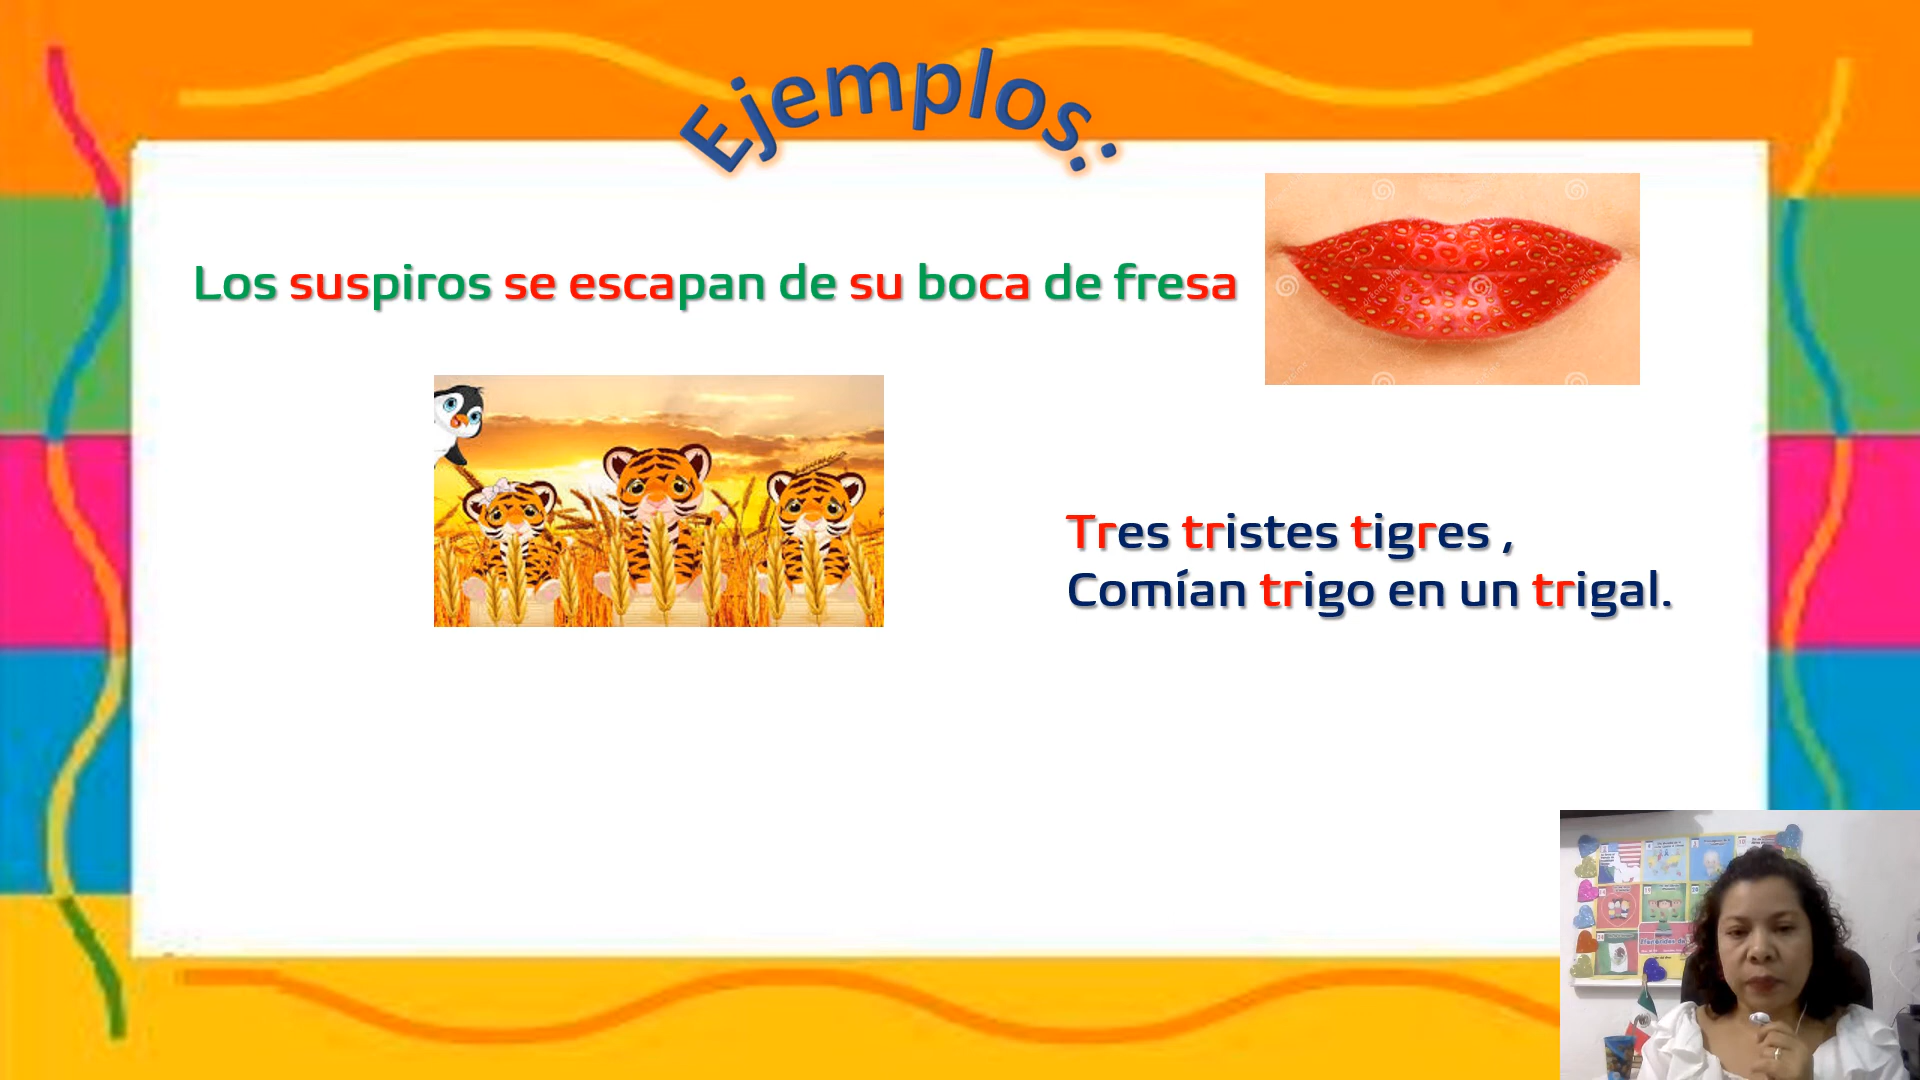 Ejemplos:
Los suspiros se escapan de su boca de fresa
Tres tristes tigres ,
Comían trigo en un trigal.